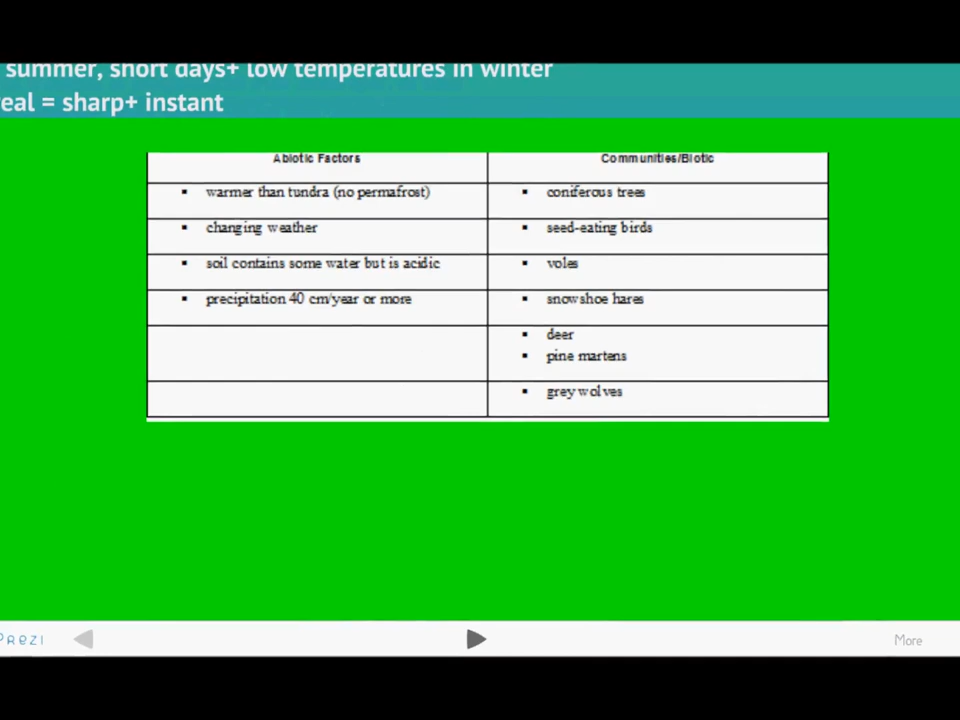 summer, short days+ low temperatures in winter
eal = sharp+ instant
Abiotic Factors
Communities/Biotic
▪ warmer than tundra (no permafrost)
▪ coniferous trees
▪ changing weather
▪ seed-eating birds
▪ soil contains some water but is acidic
▪ voles
▪ precipitation 40 cm/year or more
▪ snowshoe hares
▪ deer
▪ pine martens
▪ grey wolves
Prezi
More